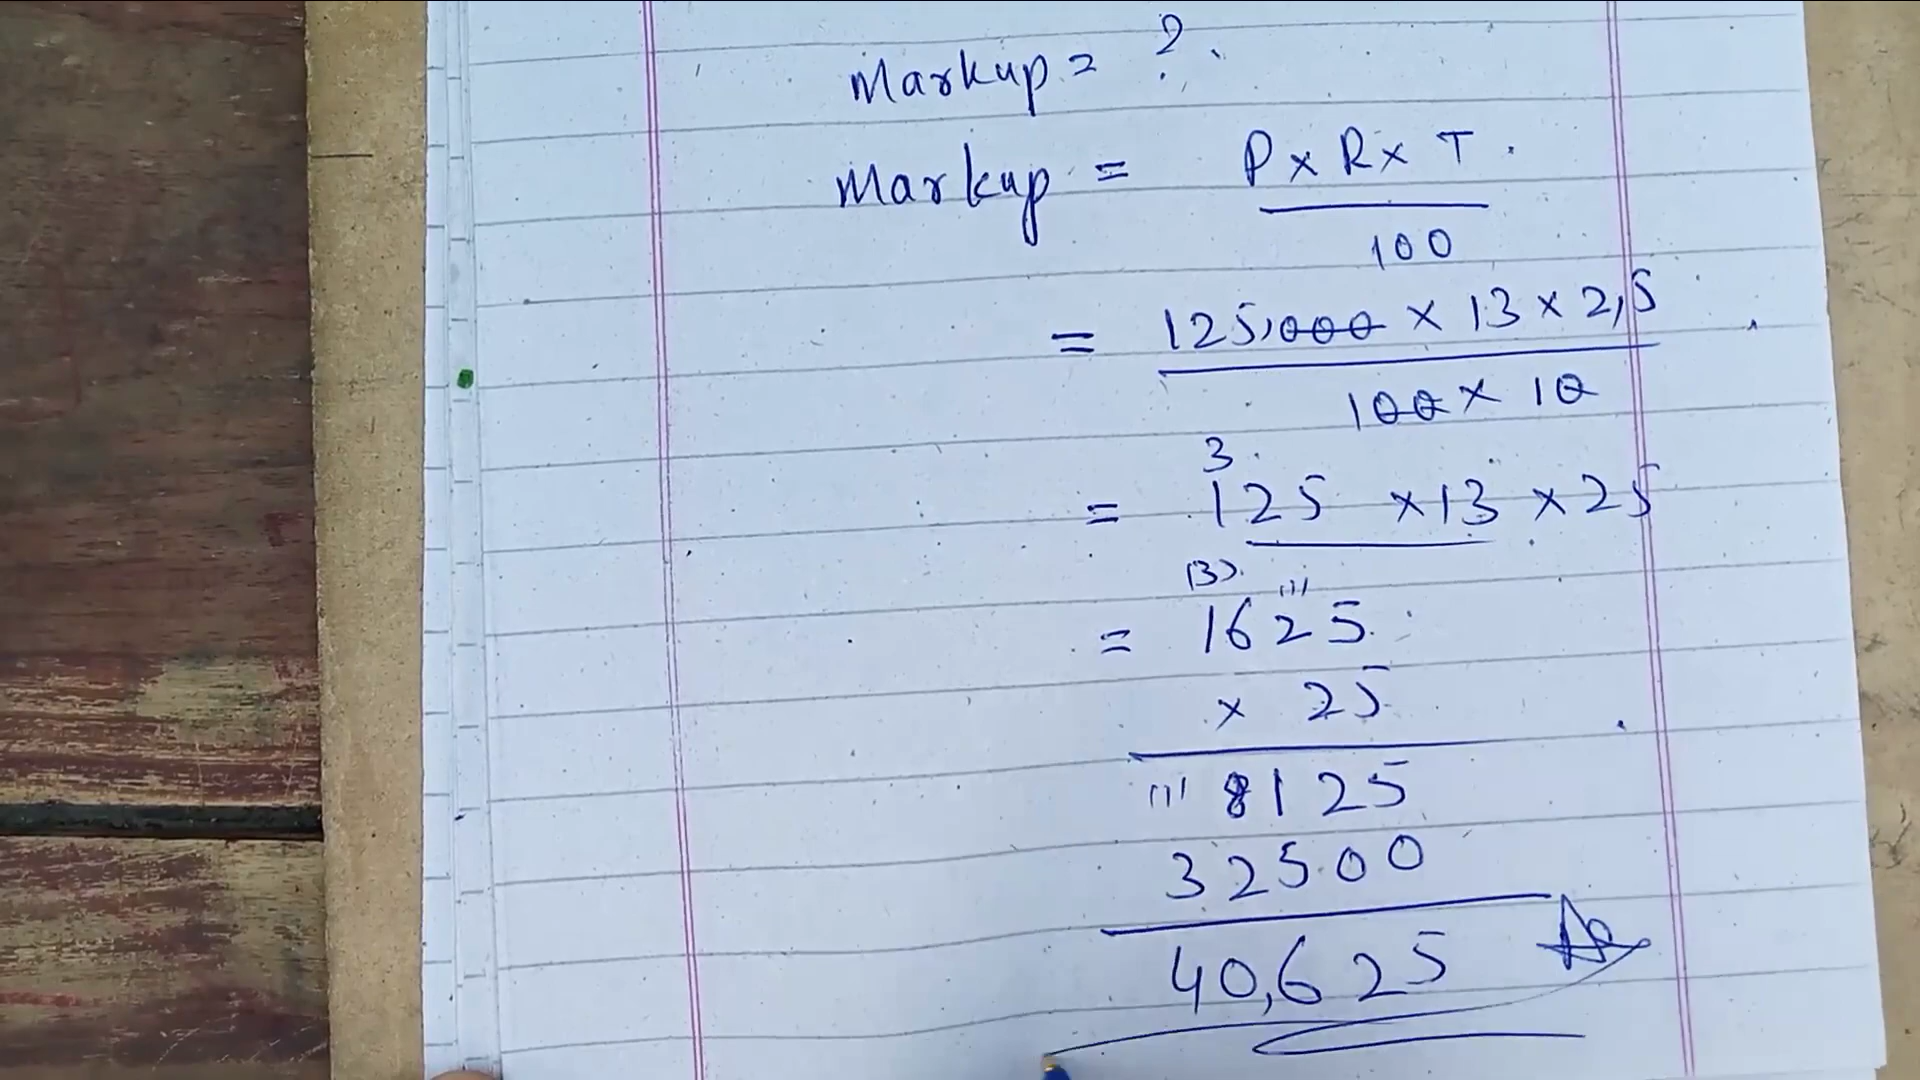 Markup = ?
Markup = P x R x T
100
= 125,000 x 13 x 2,5
100 x 10
3
= 125 x 13 x 25
= 1625
x 25
8125
32500
40,625